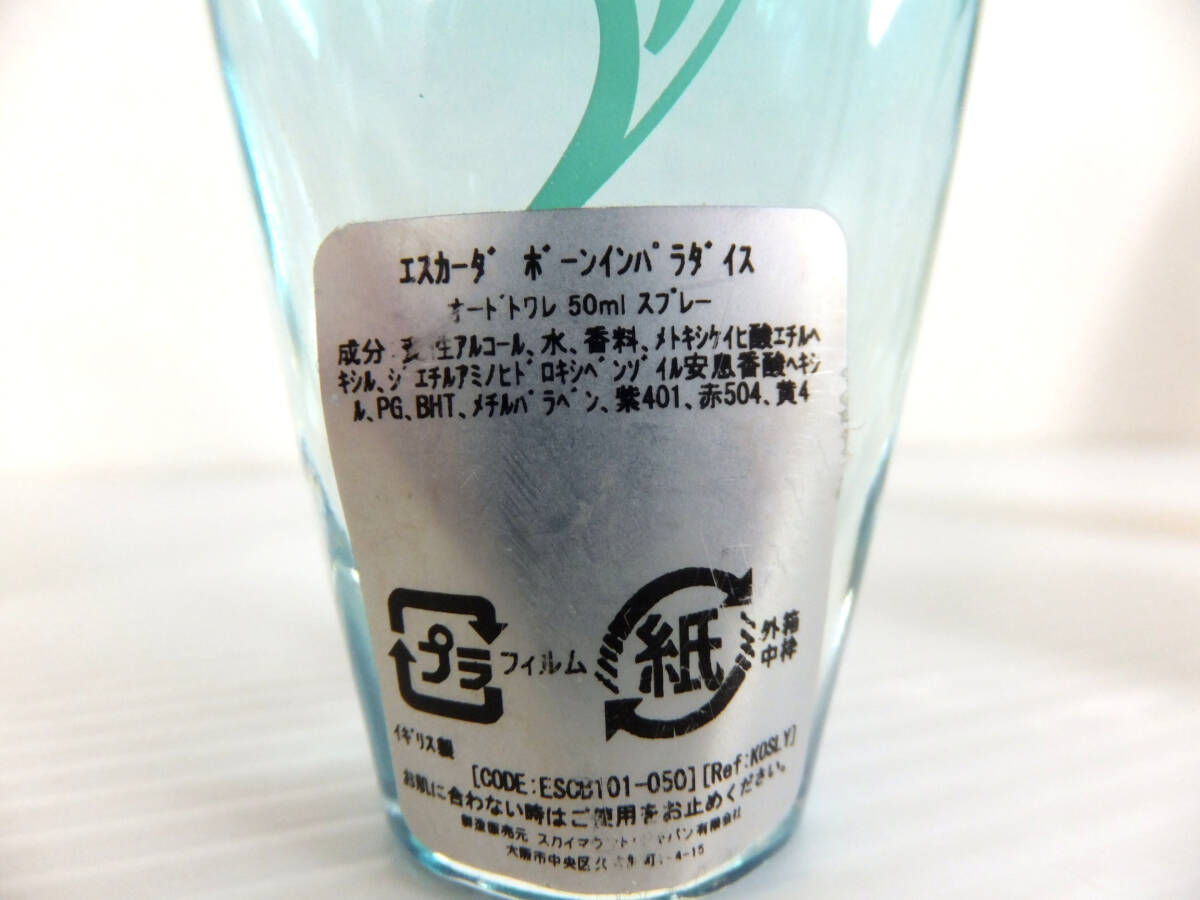 エスカーダ ボーンインパラダイス
オードトワレ 50ml スプレー
成分 変性アルコール、水、香料、メトキシケイヒ酸エチルヘ
キシル、ジエチルアミノヒドロキシベンゾイル安息香酸ヘキシ
ル、PG、BHT、メチルパラベン、紫401、赤504、黄4
プラ フィルム
紙 外箱
中枠
イギリス製
[CODE:ESCB101-050][Ref:KOSLY]
お肌に合わない時はご使用をお止めください。
製造販売元 スカイマウント・ジャパン有限会社
大阪市中央区 4-15